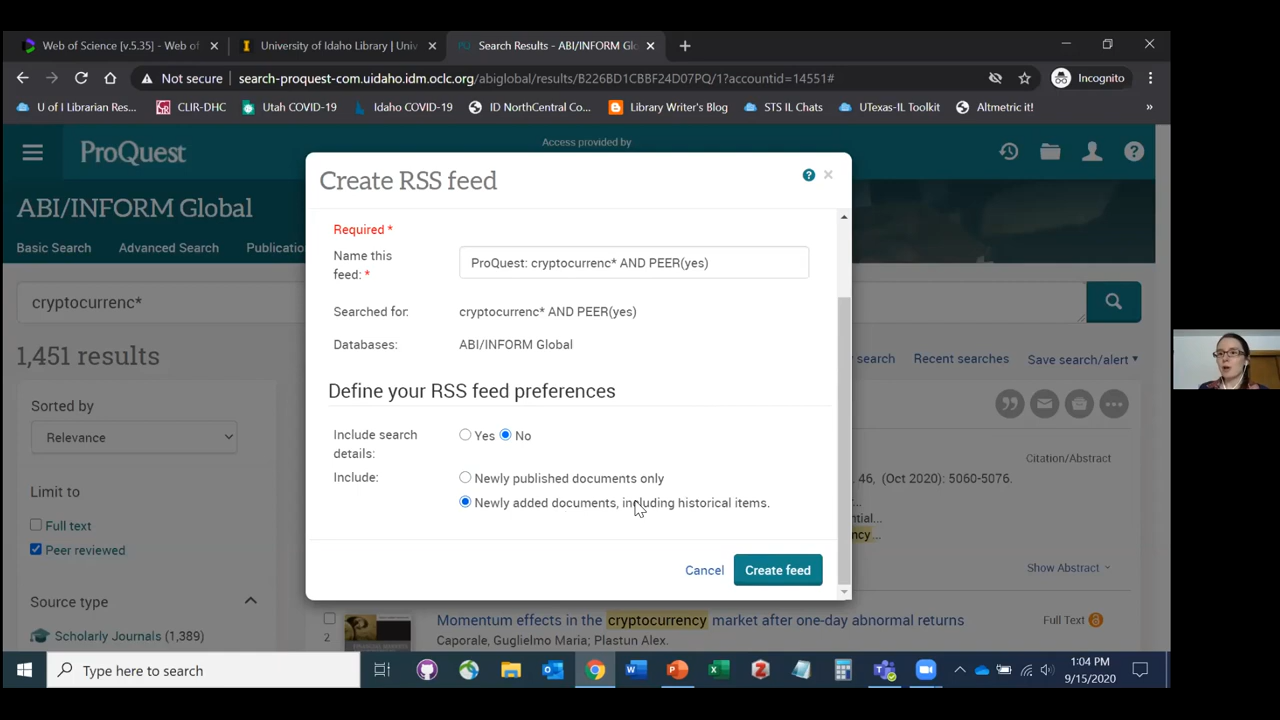 Web of Science [v.5.35] - Web of
University of Idaho Library | Univ
Search Results - ABI/INFORM Glo
Not secure
search-proquest-com.uidaho.idm.oclc.org/abiglobal/results/B226BD1CBBF24D07PQ/1?accountid=14551#
Incognito
U of I Librarian Res...
CLIR-DHC
Utah COVID-19
Idaho COVID-19
ID NorthCentral Co...
Library Writer's Blog
STS IL Chats
UTexas-IL Toolkit
Altmetric it!
»
ProQuest
Access provided by
ABI/INFORM Global
Basic Search
Advanced Search
Publicatio
cryptocurrenc*
1,451 results
search
Recent searches
Save search/alert
Sorted by
Relevance
Limit to
Full text
Peer reviewed
Source type
Scholarly Journals (1,389)
Create RSS feed
?
×
Required *
Name this
feed: *
ProQuest: cryptocurrenc* AND PEER(yes)
Searched for:
cryptocurrenc* AND PEER(yes)
Databases:
ABI/INFORM Global
Define your RSS feed preferences
Include search
details:
Yes
No
Include:
Newly published documents only
Newly added documents, including historical items.
Cancel
Create feed
Citation/Abstract
46, (Oct 2020): 5060-5076.
ential...
ncy ...
Show Abstract
2
Momentum effects in the cryptocurrency market after one-day abnormal returns
Caporale, Guglielmo Maria; Plastun Alex.
Full Text
Type here to search
1:04 PM
9/15/2020